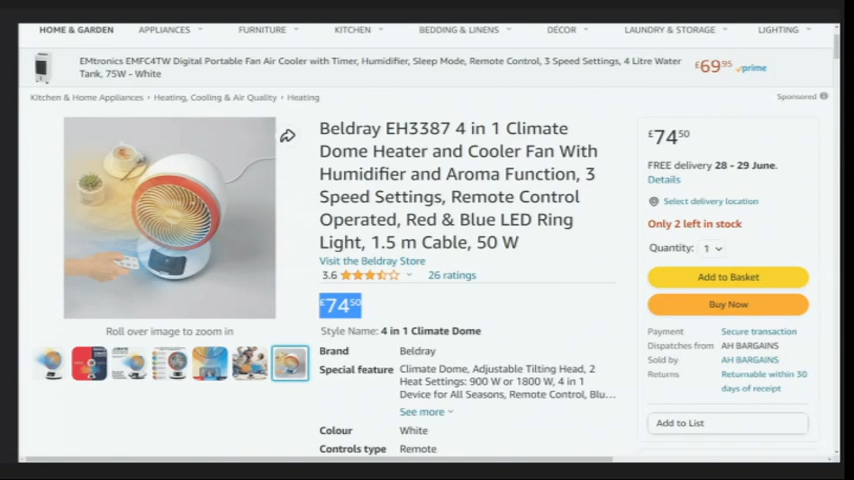 HOME & GARDEN APPLIANCES FURNITURE KITCHEN BEDDING & LINENS DÉCOR LAUNDRY & STORAGE LIGHTING
EMtronics EMFC4TW Digital Portable Fan Air Cooler with Timer, Humidifier, Sleep Mode, Remote Control, 3 Speed Settings, 4 Litre Water
Tank, 75W - White
£69.95 prime
Kitchen & Home Appliances › Heating, Cooling & Air Quality › Heating
Sponsored
Beldray EH3387 4 in 1 Climate
Dome Heater and Cooler Fan With
Humidifier and Aroma Function, 3
Speed Settings, Remote Control
Operated, Red & Blue LED Ring
Light, 1.5 m Cable, 50 W
Visit the Beldray Store
3.6 26 ratings
£74.50
Roll over image to zoom in
Style Name: 4 in 1 Climate Dome
Brand Beldray
Special feature Climate Dome, Adjustable Tilting Head, 2
Heat Settings: 900 W or 1800 W, 4 in 1
Device for All Seasons, Remote Control, Blu…
See more
Colour White
Controls type Remote
£74.50
FREE delivery 28 - 29 June.
Details
Select delivery location
Only 2 left in stock
Quantity: 1
Add to Basket
Buy Now
Payment Secure transaction
Dispatches from AH BARGAINS
Sold by AH BARGAINS
Returns Returnable within 30
days of receipt
Add to List